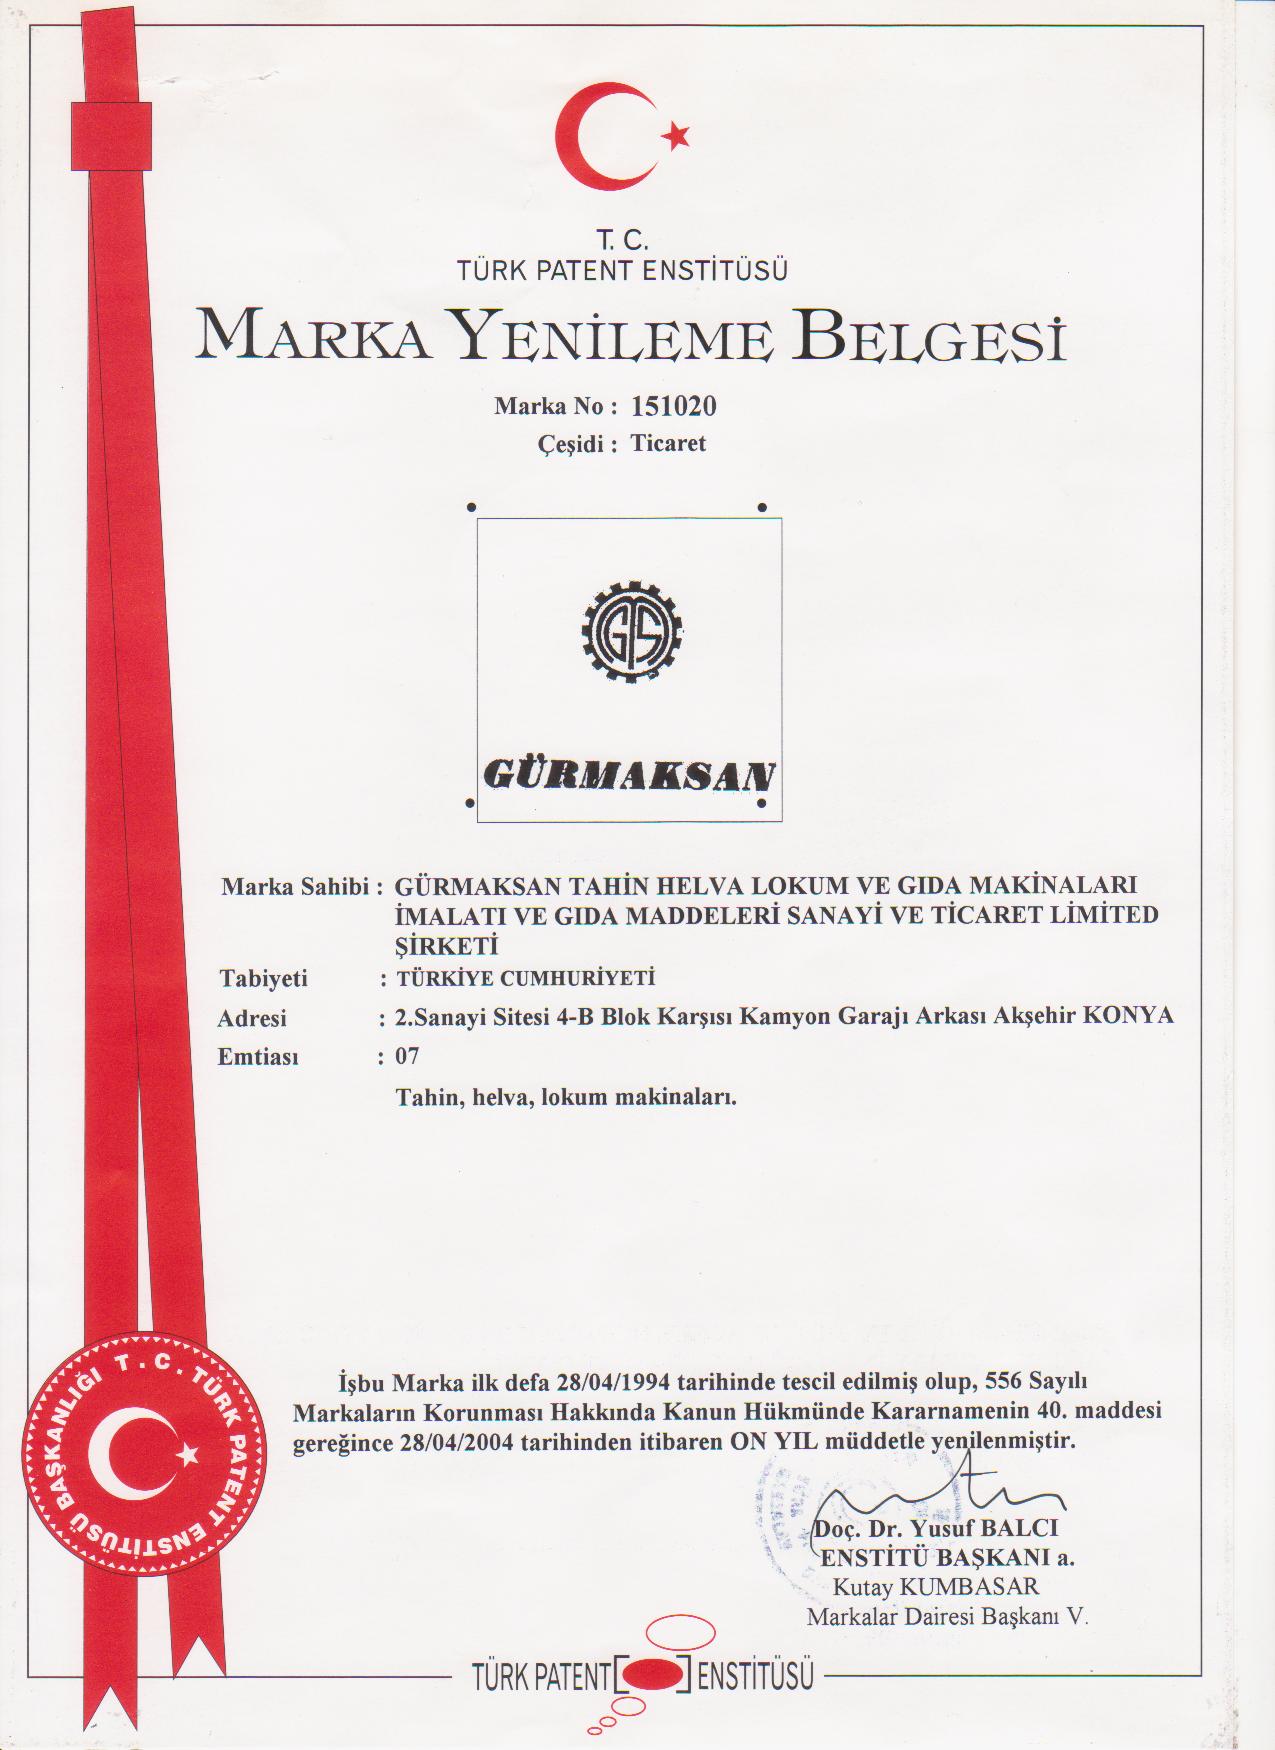 T. C.
TÜRK PATENT ENSTİTÜSÜ
MARKA YENİLEME BELGESİ
Marka No : 151020
Çeşidi : Ticaret
GMS
GÜRMAKSAN
Marka Sahibi : GÜRMAKSAN TAHİN HELVA LOKUM VE GIDA MAKİNALARI
İMALATI VE GIDA MADDELERİ SANAYİ VE TİCARET LİMİTED
ŞİRKETİ
Tabiyeti : TÜRKİYE CUMHURİYETİ
Adresi : 2.Sanayi Sitesi 4-B Blok Karşısı Kamyon Garajı Arkası Akşehir KONYA
Emtiası : 07
Tahin, helva, lokum makinaları.
İşbu Marka ilk defa 28/04/1994 tarihinde tescil edilmiş olup, 556 Sayılı
Markaların Korunması Hakkında Kanun Hükmünde Kararnamenin 40. maddesi
gereğince 28/04/2004 tarihinden itibaren ON YIL müddetle yenilenmiştir.
T.C. TÜRK PATENT ENSTİTÜSÜ BAŞKANLIĞI
Doç. Dr. Yusuf BALCI
ENSTİTÜ BAŞKANI a.
Kutay KUMBASAR
Markalar Dairesi Başkanı V.
TÜRK PATENT [ ] ENSTİTÜSÜ